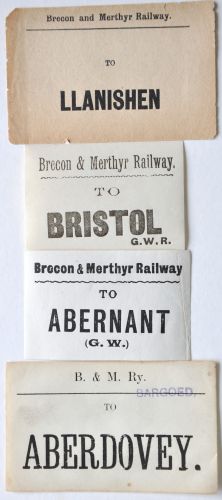 Brecon and Merthyr Railway.
TO
LLANISHEN
Brecon & Merthyr Railway.
TO
BRISTOL
G.W.R.
Brecon & Merthyr Railway
TO
ABERNANT
(G. W.)
B. & M. Ry.
BARGOED.
TO
ABERDOVEY.